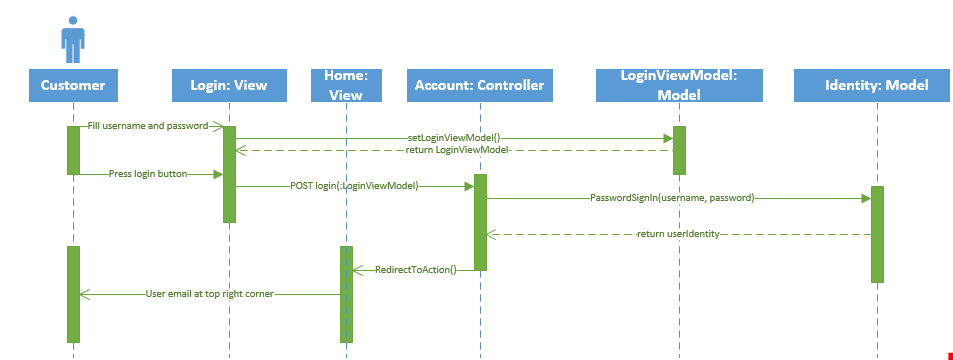 Customer
Login: View
Home:
View
Account: Controller
LoginViewModel:
Model
Identity: Model
Fill username and password
setLoginViewModel()
return LoginViewModel
Press login button
POST login(:LoginViewModel)
PasswordSignIn(username, password)
return userIdentity
RedirectToAction()
User email at top right corner